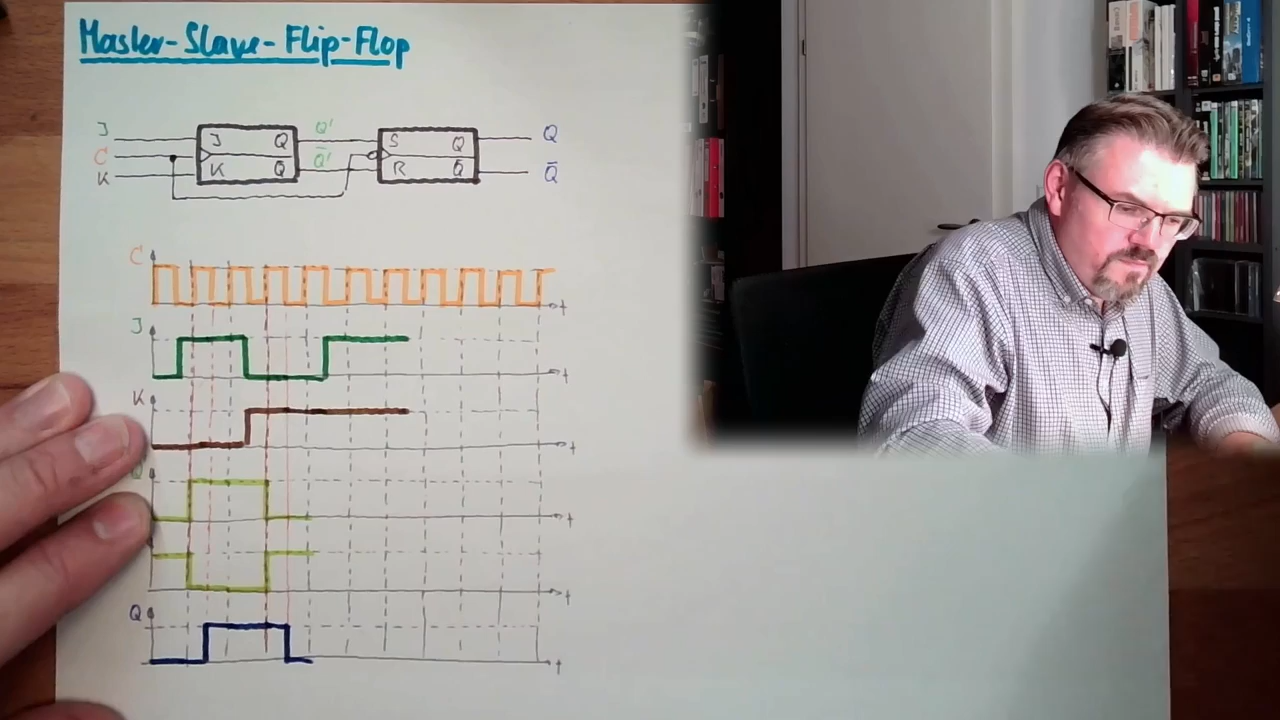 Master-Slave-Flip-Flop
J J Q Q' S Q Q
C
K K Q̅ Q̅' R Q̅ Q̅
C
t
J
t
K
t
t
t
Q
t